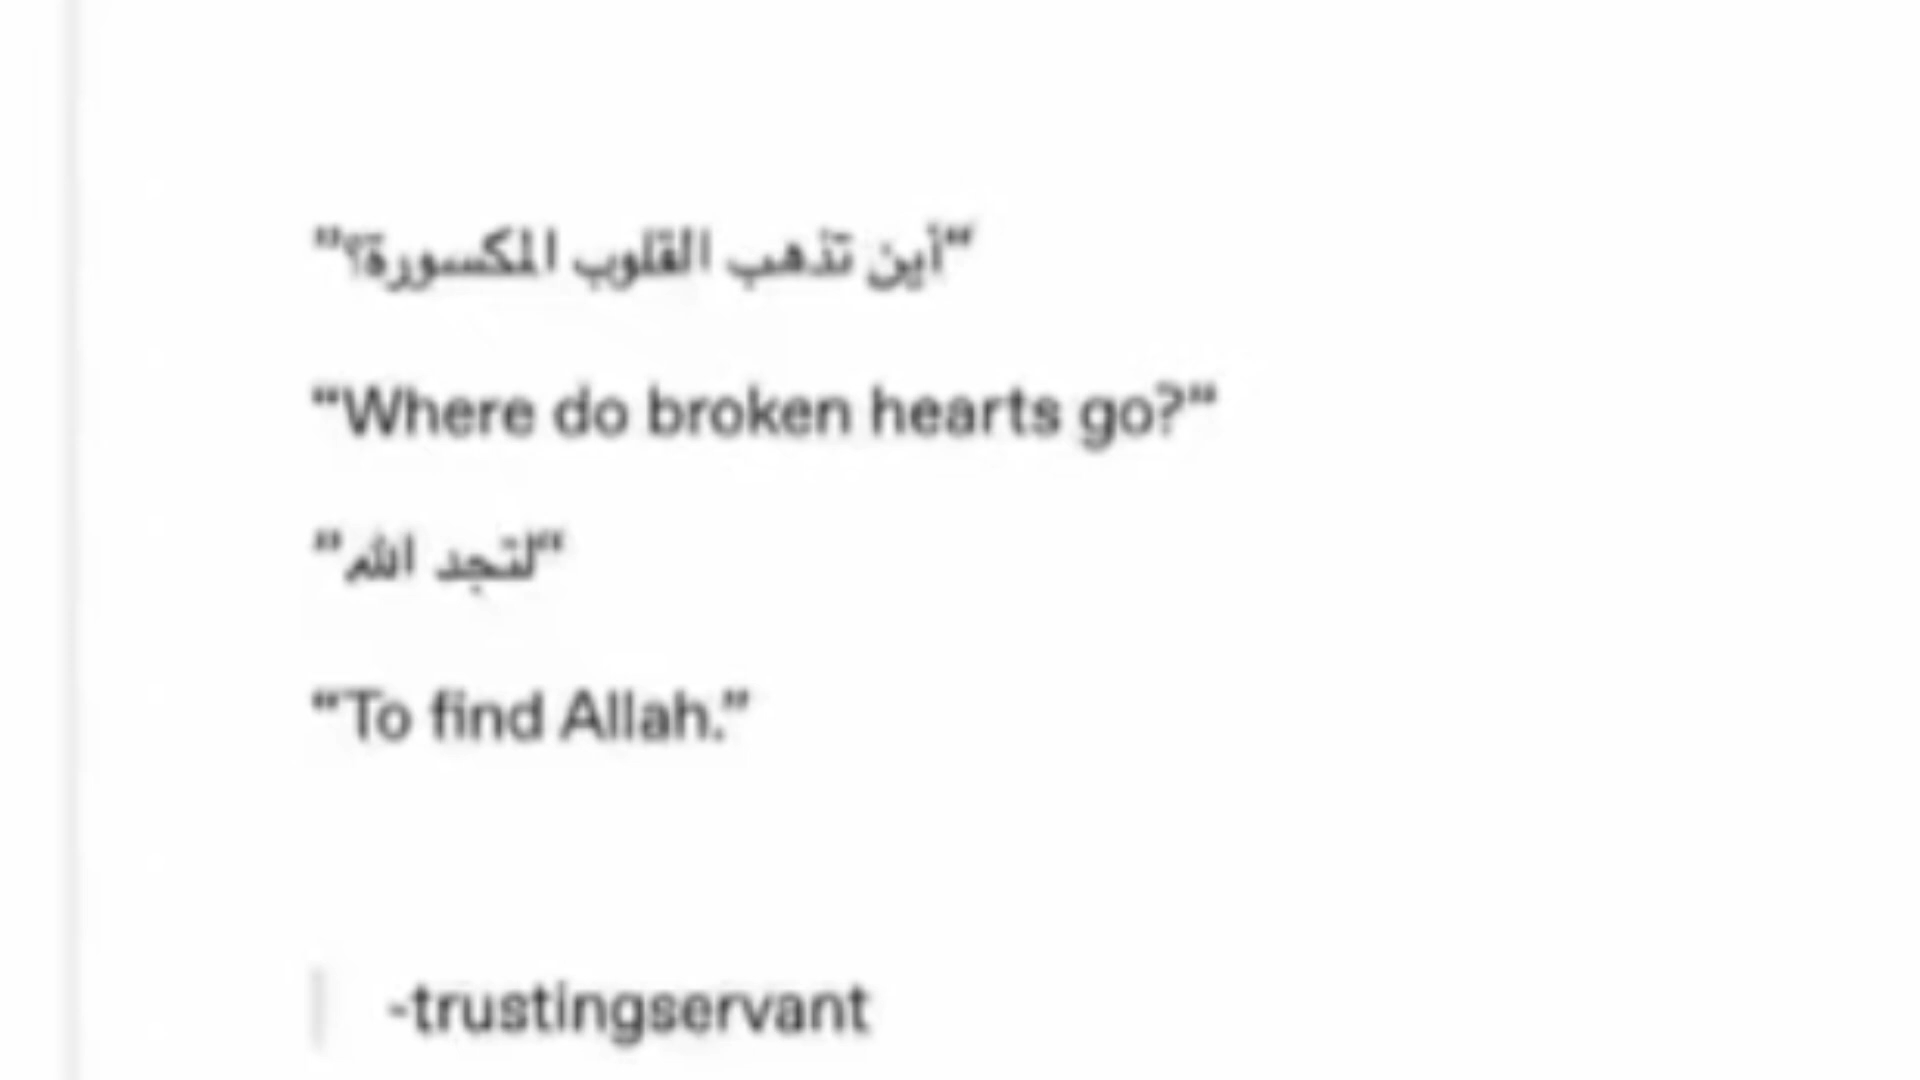 “أين تذهب القلوب المكسورة؟"
“Where do broken hearts go?“
“لتجد الله"
“To find Allah.”
-trustingservant